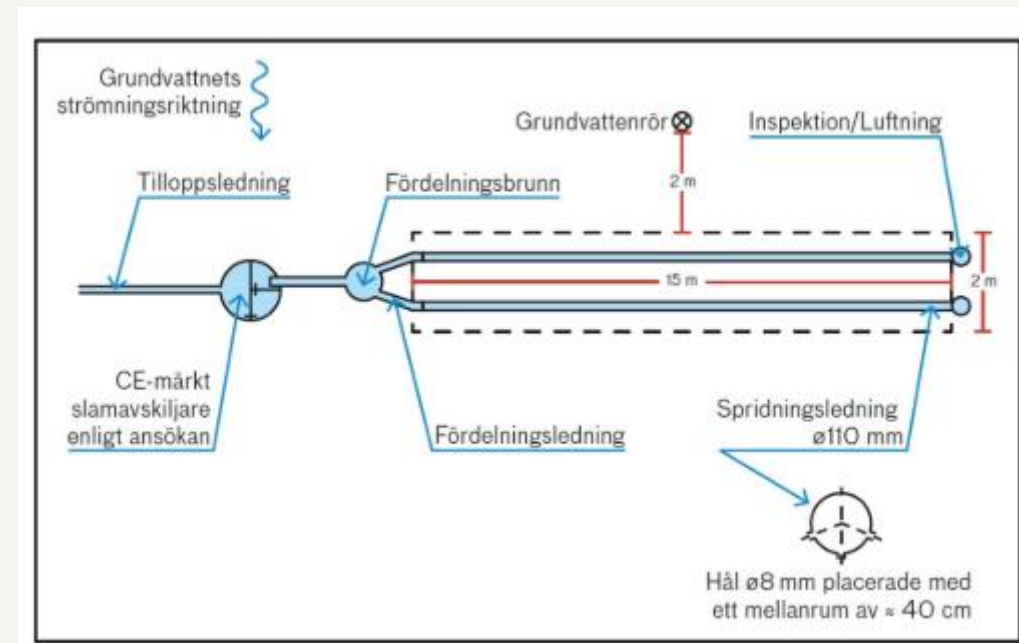 Grundvattnets
strömningsriktning
Grundvattenrör
Inspektion/Luftning
Tilloppsledning
Fördelningsbrunn
2 m
15 m
2 m
CE-märkt
slamavskiljare
enligt ansökan
Fördelningsledning
Spridningsledning
ø110 mm
Hål ø8 mm placerade med
ett mellanrum av ≈ 40 cm